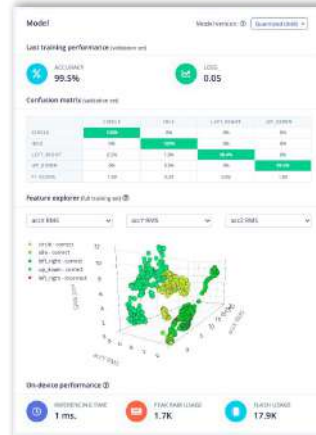 Model
Model version: Quantized (int8)
Last training performance (validation set)
ACCURACY
99.5%
LOSS
0.05
Confusion matrix (validation set)
CIRCLE IDLE LEFT_RIGHT UP_DOWN
CIRCLE 100% 0% 0% 0%
IDLE 0% 100% 0% 0%
LEFT_RIGHT
UP_DOWN 0% 0% 0%
F1 SCORE 1.00
Feature explorer (full training set)
accX RMS accY RMS accZ RMS
circle - correct
idle - correct
left_right - correct
up_down - correct
left_right - incorrect
On-device performance
INFERENCING TIME
1 ms.
PEAK RAM USAGE
1.7K
FLASH USAGE
17.9K